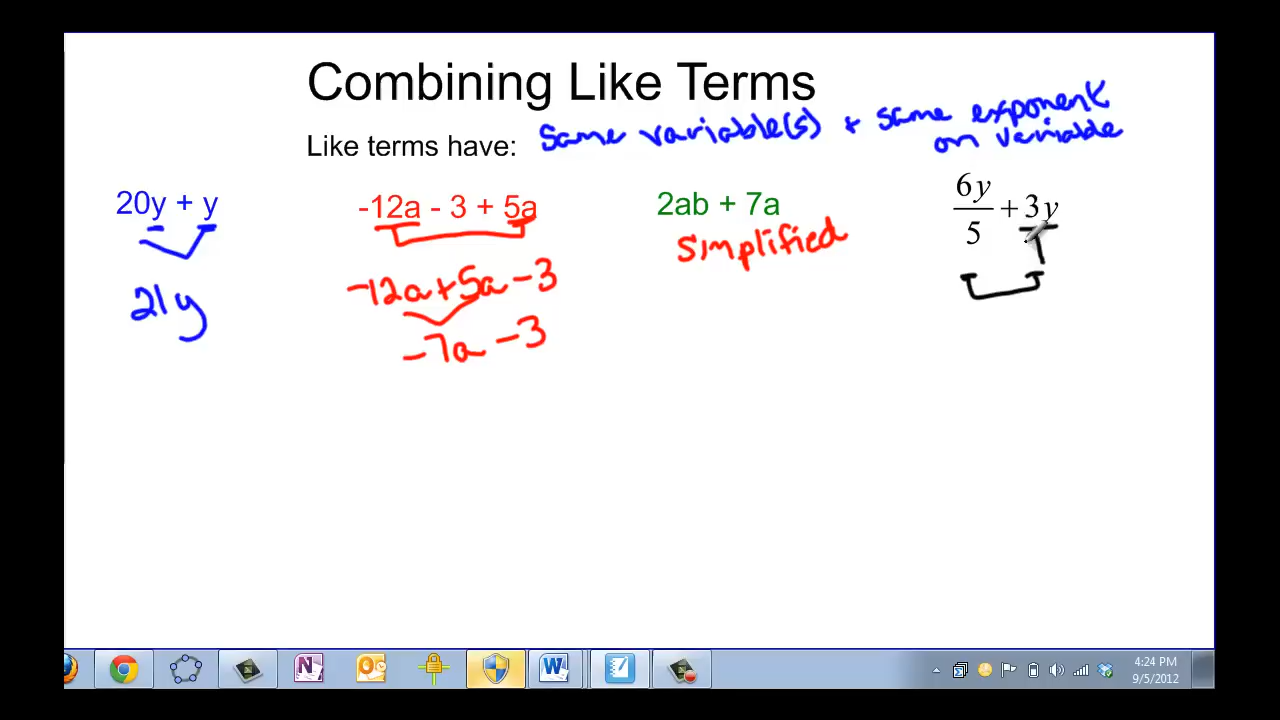 Combining Like Terms
Like terms have: same variable(s) + same exponent
on variable
20y + y
21y
-12a - 3 + 5a
-12a+5a-3
-7a-3
2ab + 7a
simplified
6y
5
+ 3y
4:24 PM
9/5/2012